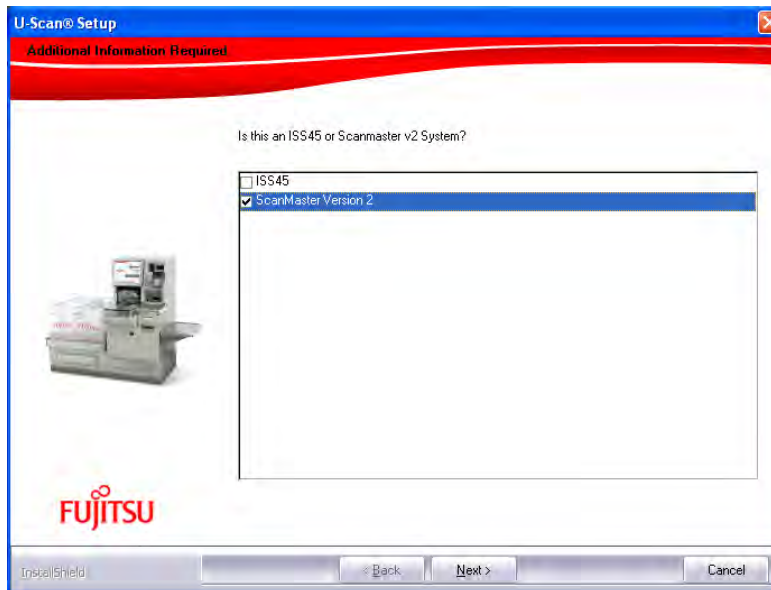 U-Scan® Setup
Additional Information Required
Is this an ISS45 or Scanmaster v2 System?
ISS45
ScanMaster Version 2
FUJITSU
InstallShield
< Back
Next >
Cancel